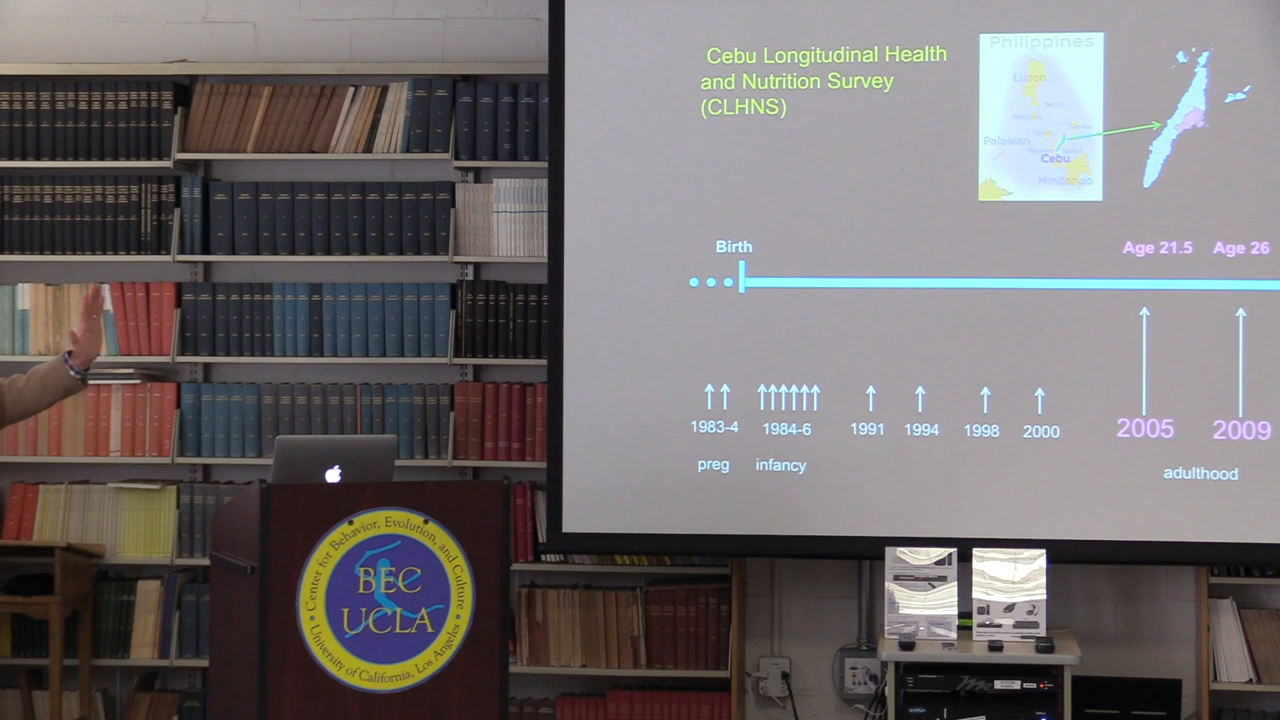 Cebu Longitudinal Health
and Nutrition Survey
(CLHNS)
Philippines
Luzon
Palawan
Cebu
Mindanao
Birth
Age 21.5
Age 26
1983-4
1984-6
1991
1994
1998
2000
2005
2009
preg
infancy
adulthood
Center for Behavior, Evolution, and Culture
BEC
UCLA
University of California, Los Angeles